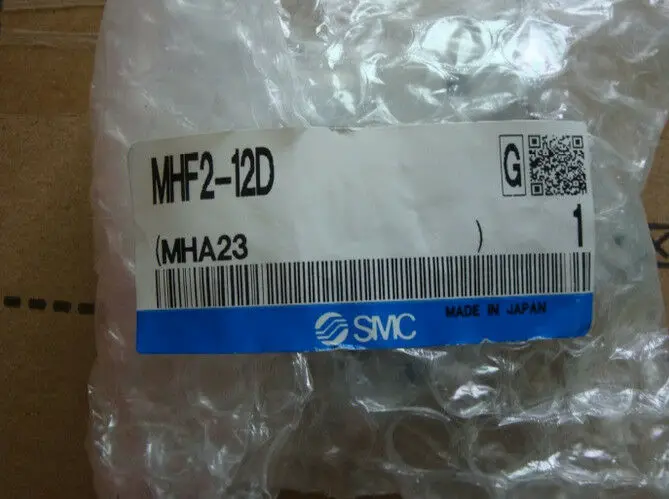 MHF2-12D
G
(MHA23 )
1
SMC
MADE IN JAPAN